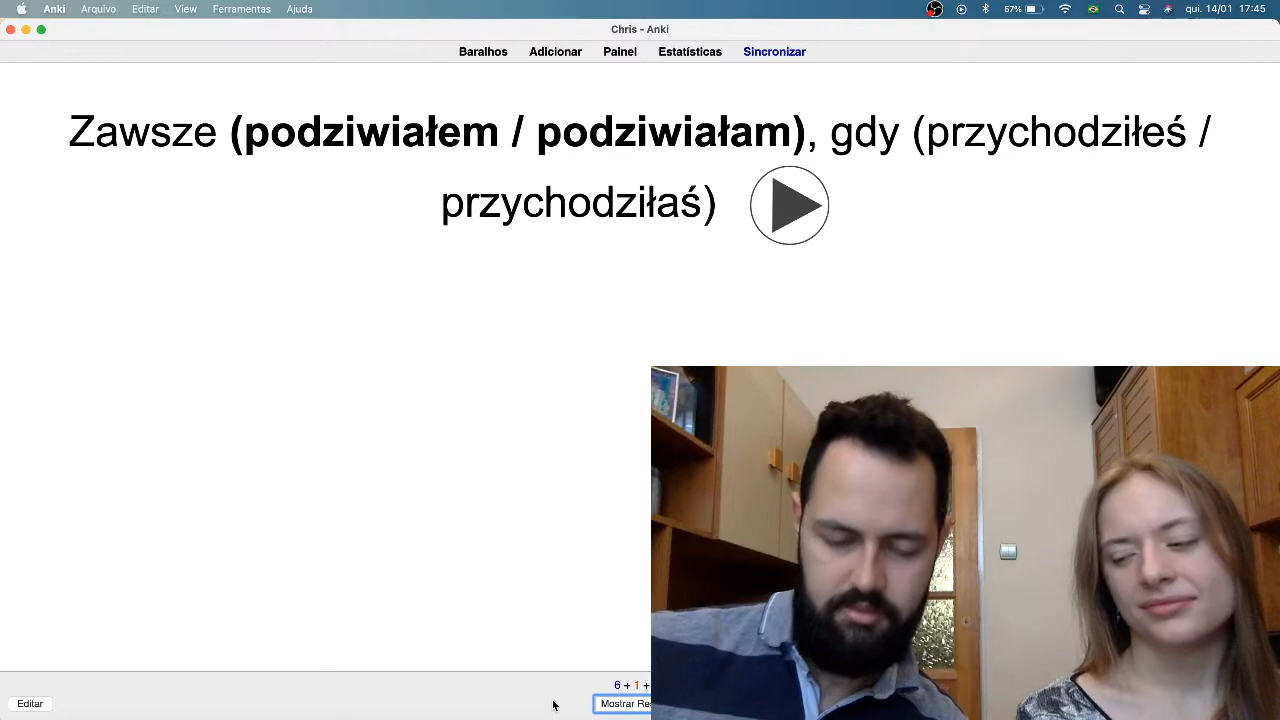 Anki Arquivo Editar View Ferramentas Ajuda 57% qui. 14/01 17:45
Chris - Anki
Baralhos Adicionar Painel Estatísticas Sincronizar
Zawsze (podziwiałem / podziwiałam), gdy (przychodziłeś /
przychodziłaś)
6 + 1 +
Editar Mostrar Re